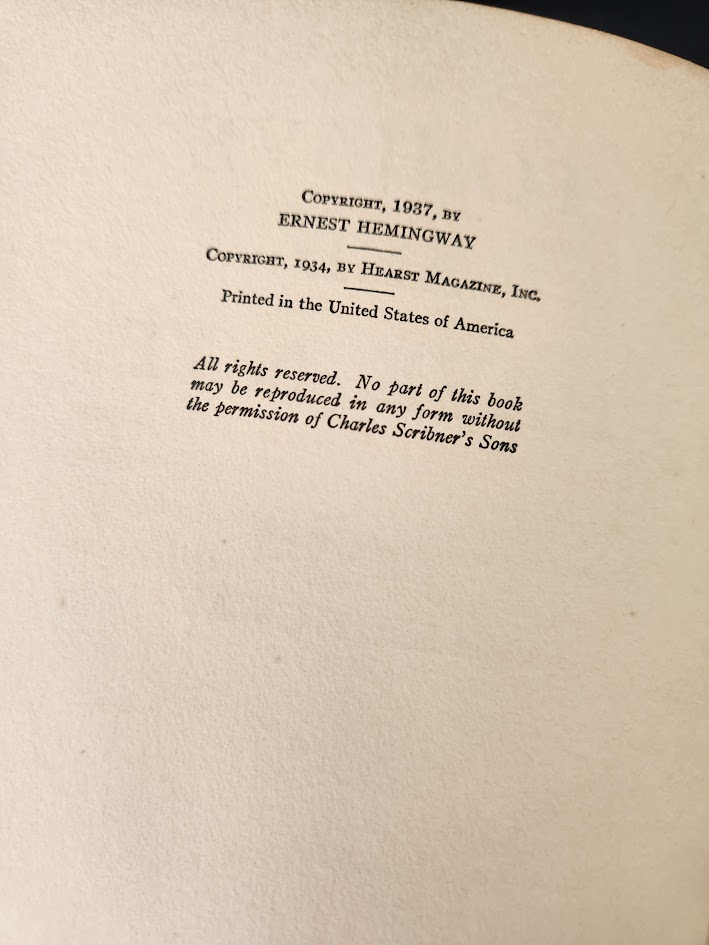 Copyright, 1937, by
ERNEST HEMINGWAY
Copyright, 1934, by Hearst Magazine, Inc.
Printed in the United States of America
All rights reserved. No part of this book
may be reproduced in any form without
the permission of Charles Scribner's Sons